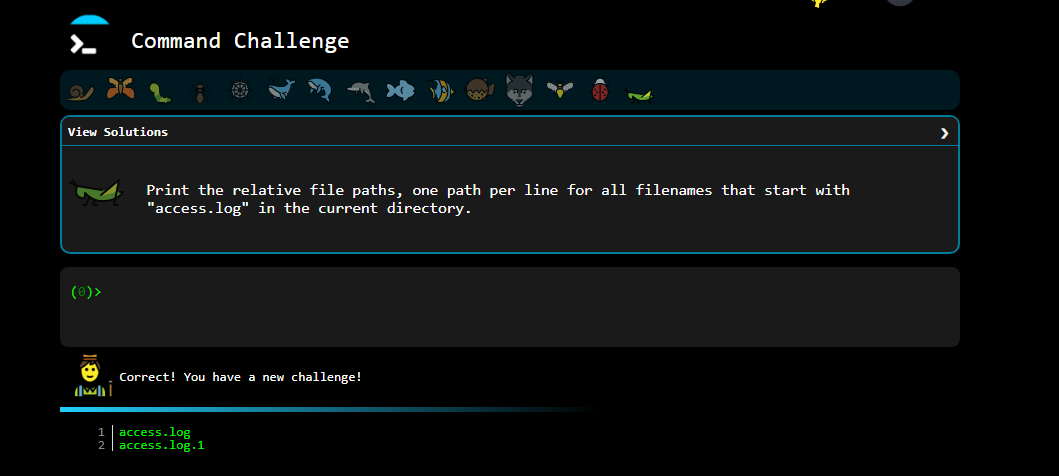 Command Challenge
View Solutions
Print the relative file paths, one path per line for all filenames that start with
"access.log" in the current directory.
(0)>
Correct! You have a new challenge!
1 access.log
2 access.log.1